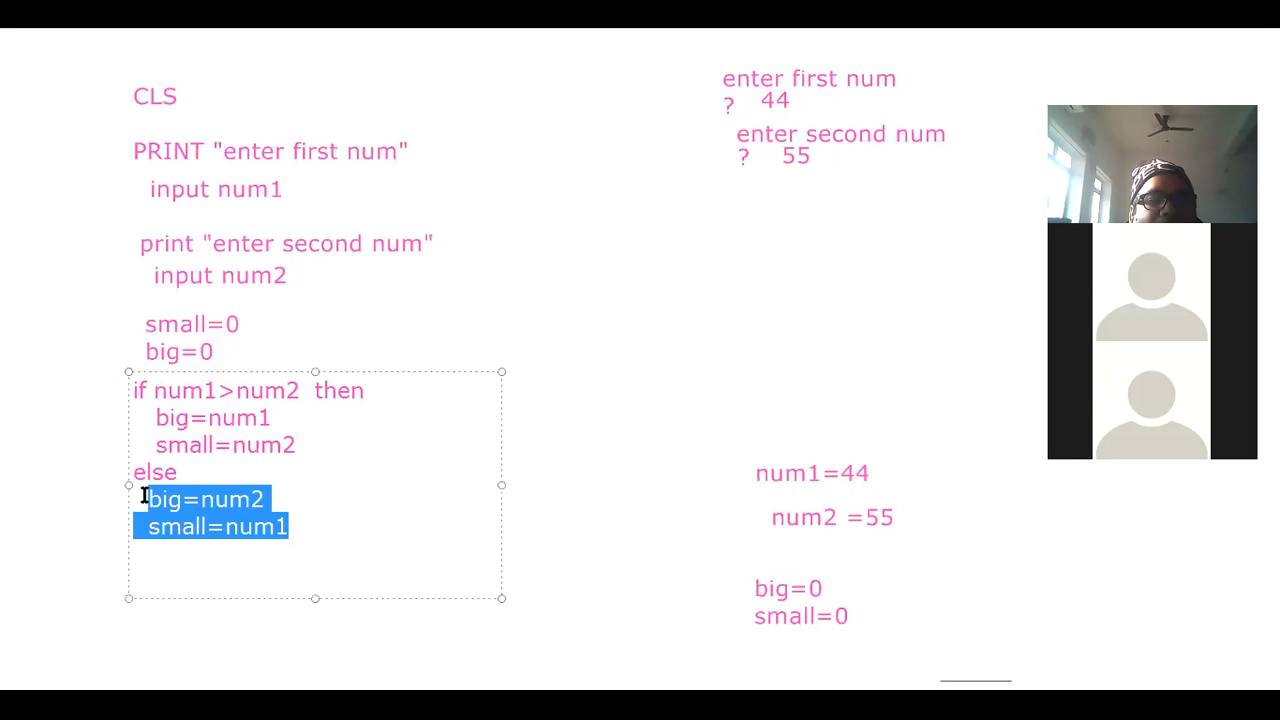 CLS
PRINT "enter first num"
input num1
print "enter second num"
input num2
small=0
big=0
if num1>num2 then
big=num1
small=num2
else
big=num2
small=num1
enter first num
? 44
enter second num
? 55
num1=44
num2 =55
big=0
small=0